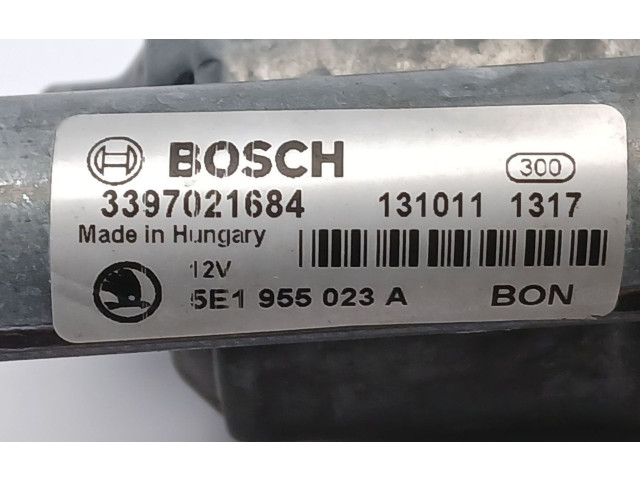 BOSCH 300
3397021684 131011 1317
Made in Hungary
12V
5E1 955 023 A BON